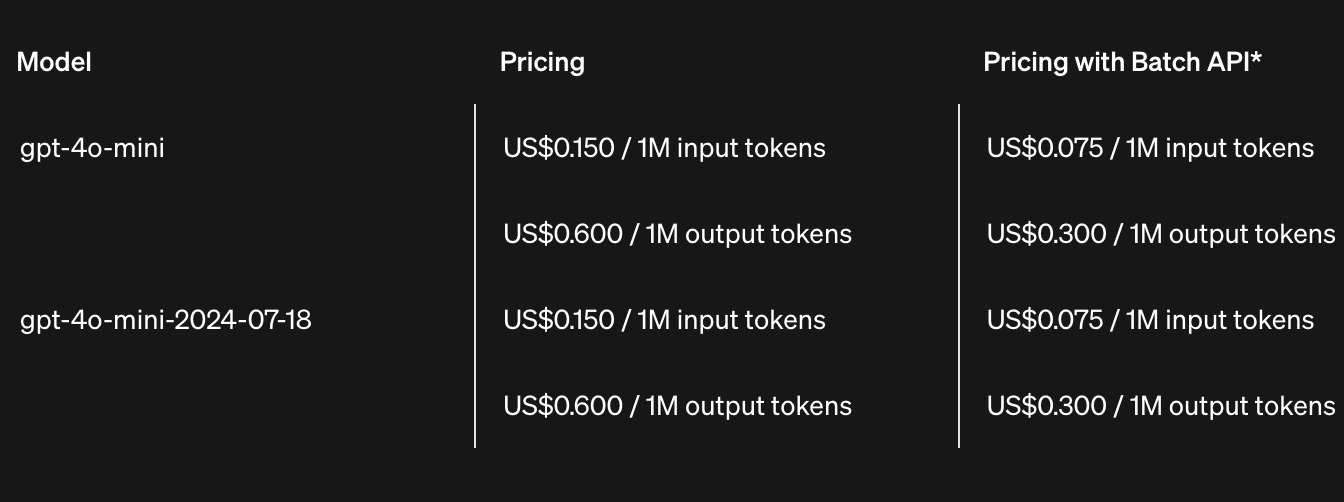 Model Pricing Pricing with Batch API*
gpt-4o-mini US$0.150 / 1M input tokens US$0.075 / 1M input tokens
US$0.600 / 1M output tokens US$0.300 / 1M output tokens
gpt-4o-mini-2024-07-18 US$0.150 / 1M input tokens US$0.075 / 1M input tokens
US$0.600 / 1M output tokens US$0.300 / 1M output tokens